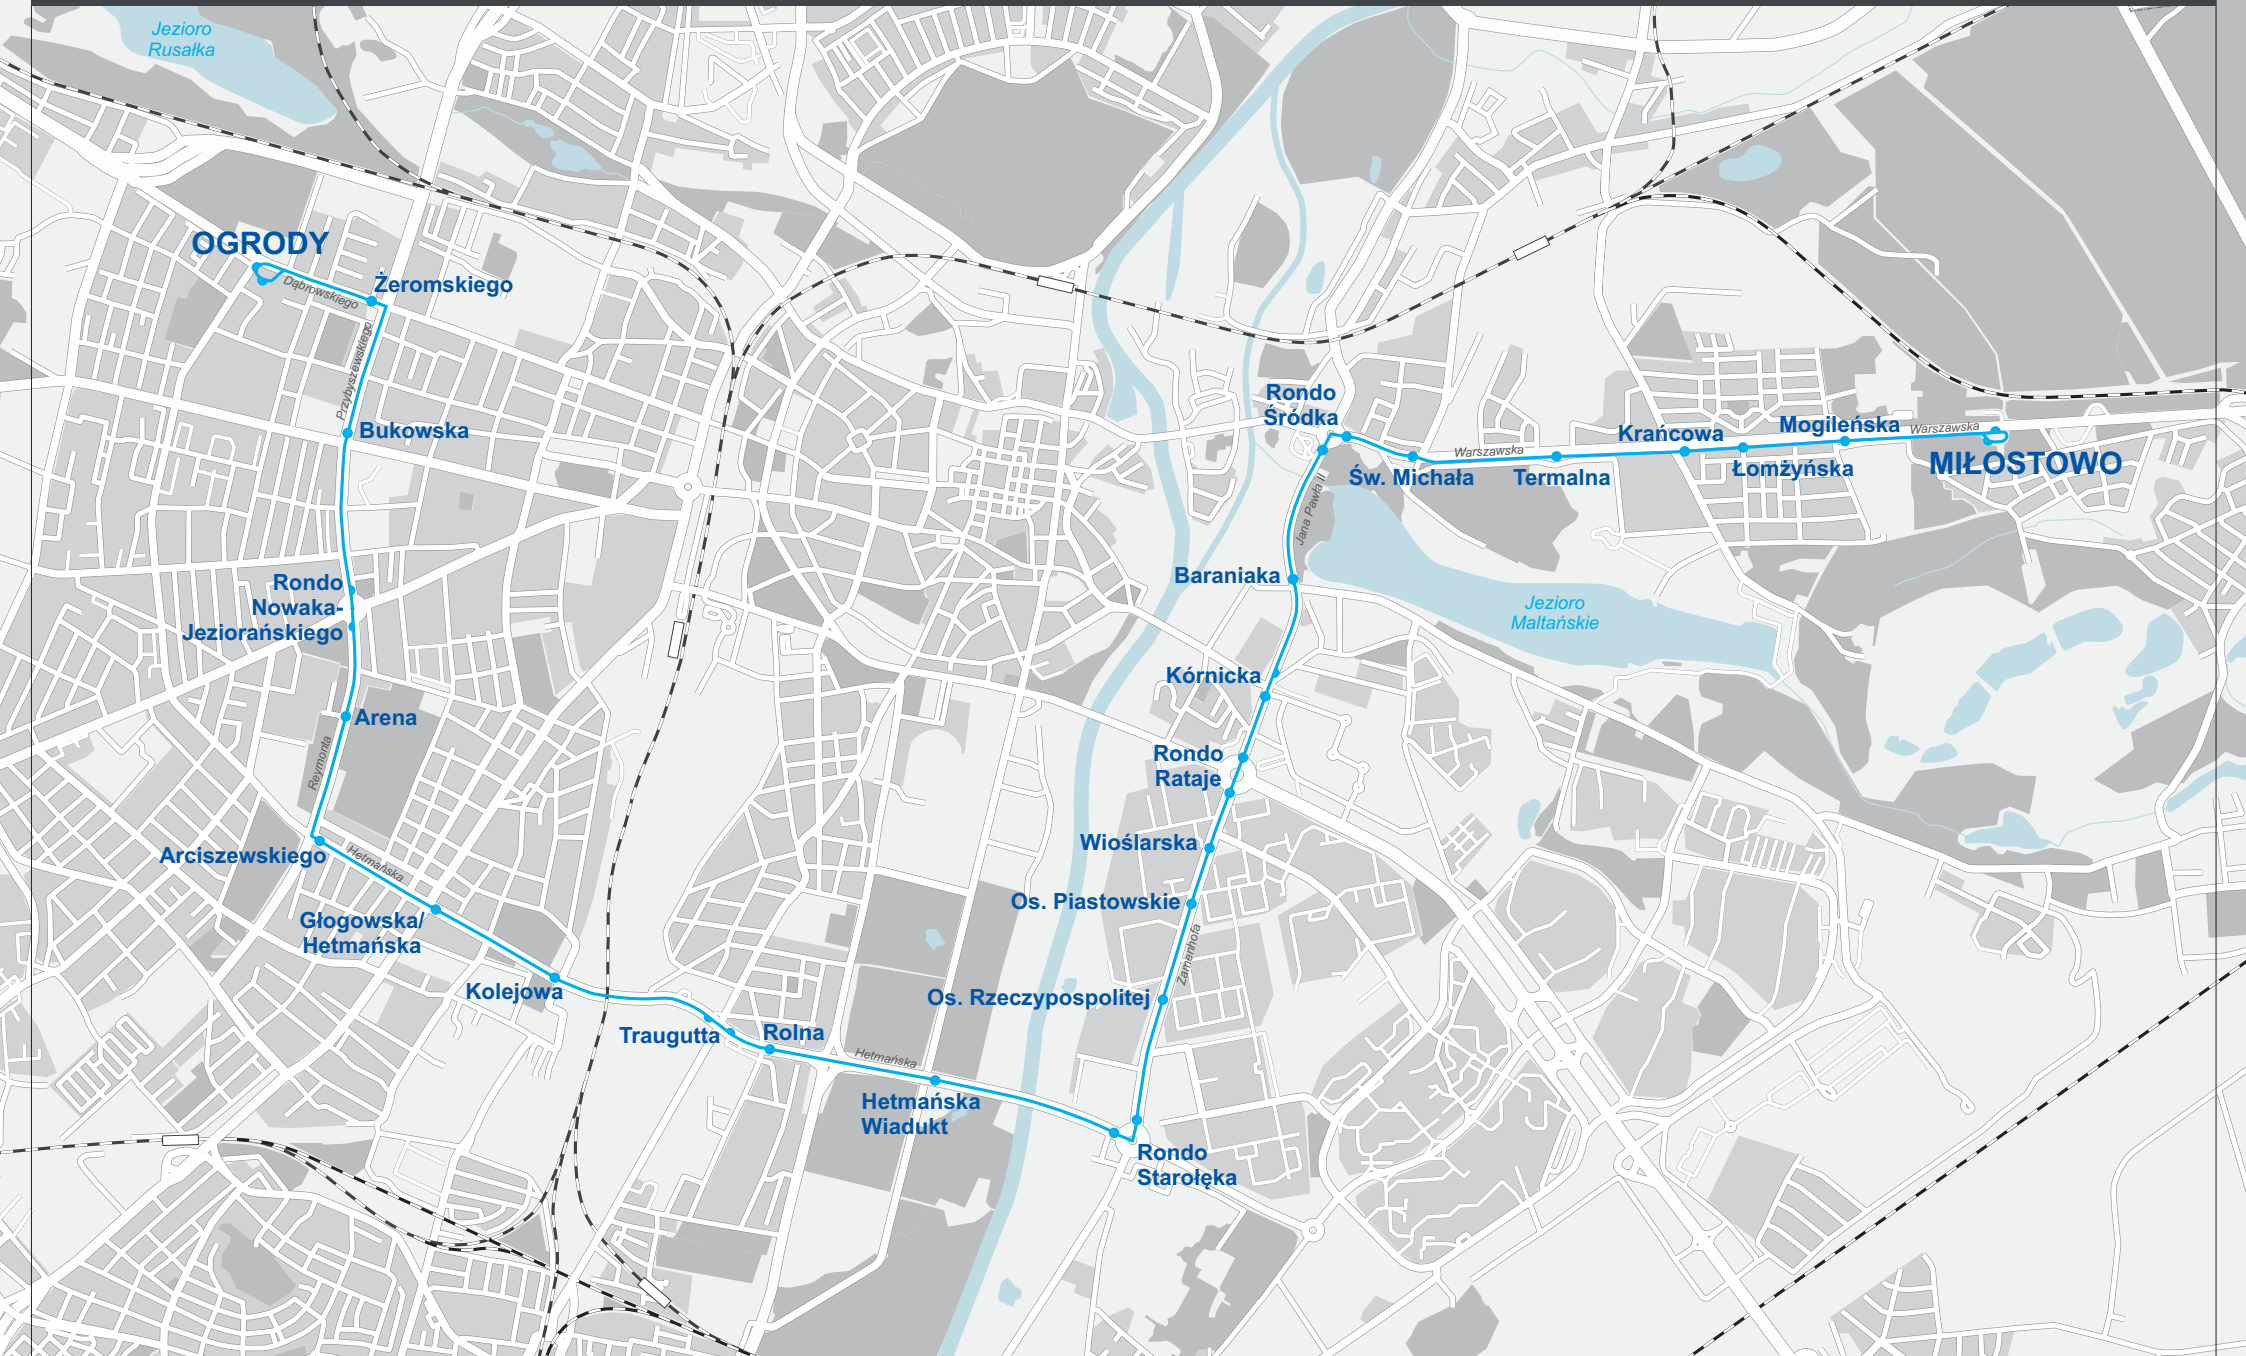 Jezioro
Rusałka
OGRODY
Dąbrowskiego
Żeromskiego
Przybyszewskiego
Bukowska
Rondo
Nowaka-
Jeziorańskiego
Arena
Reymonta
Arciszewskiego
Hetmańska
Głogowska/
Hetmańska
Kolejowa
Traugutta
Rolna
Hetmańska
Hetmańska
Wiadukt
Rondo
Starołęka
Os. Rzeczypospolitej
Zamenhofa
Os. Piastowskie
Wioślarska
Rondo
Rataje
Kórnicka
Baraniaka
Jezioro
Maltańskie
Jana Pawła II
Rondo
Śródka
Św. Michała
Warszawska
Termalna
Krańcowa
Łomżyńska
Mogileńska
Warszawska
MIŁOSTOWO